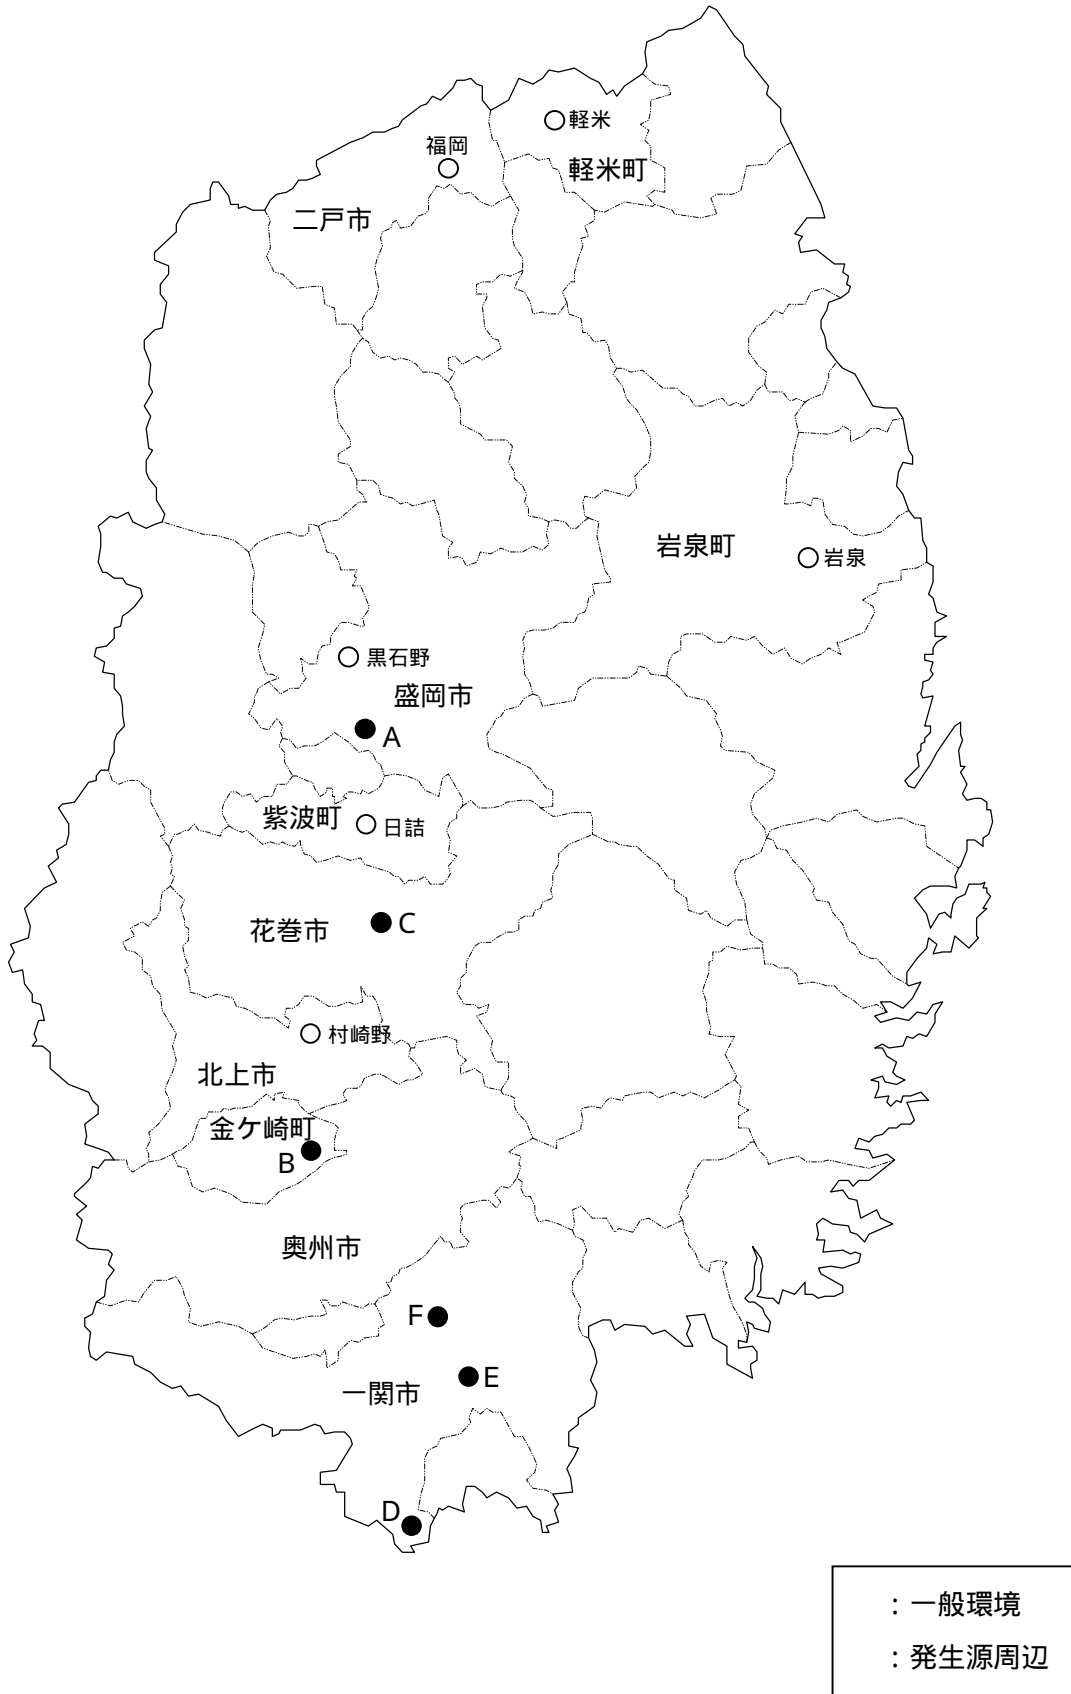 軽米
福岡
軽米町
二戸市
岩泉町
岩泉
黒石野
盛岡市
A
紫波町
日詰
花巻市
C
村崎野
北上市
金ケ崎町
B
奥州市
F
E
一関市
D
：一般環境
：発生源周辺